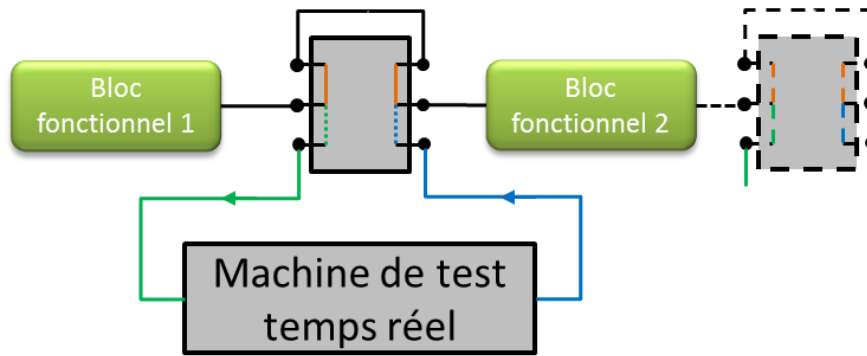 Bloc
fonctionnel 1
Bloc
fonctionnel 2
Machine de test
temps réel